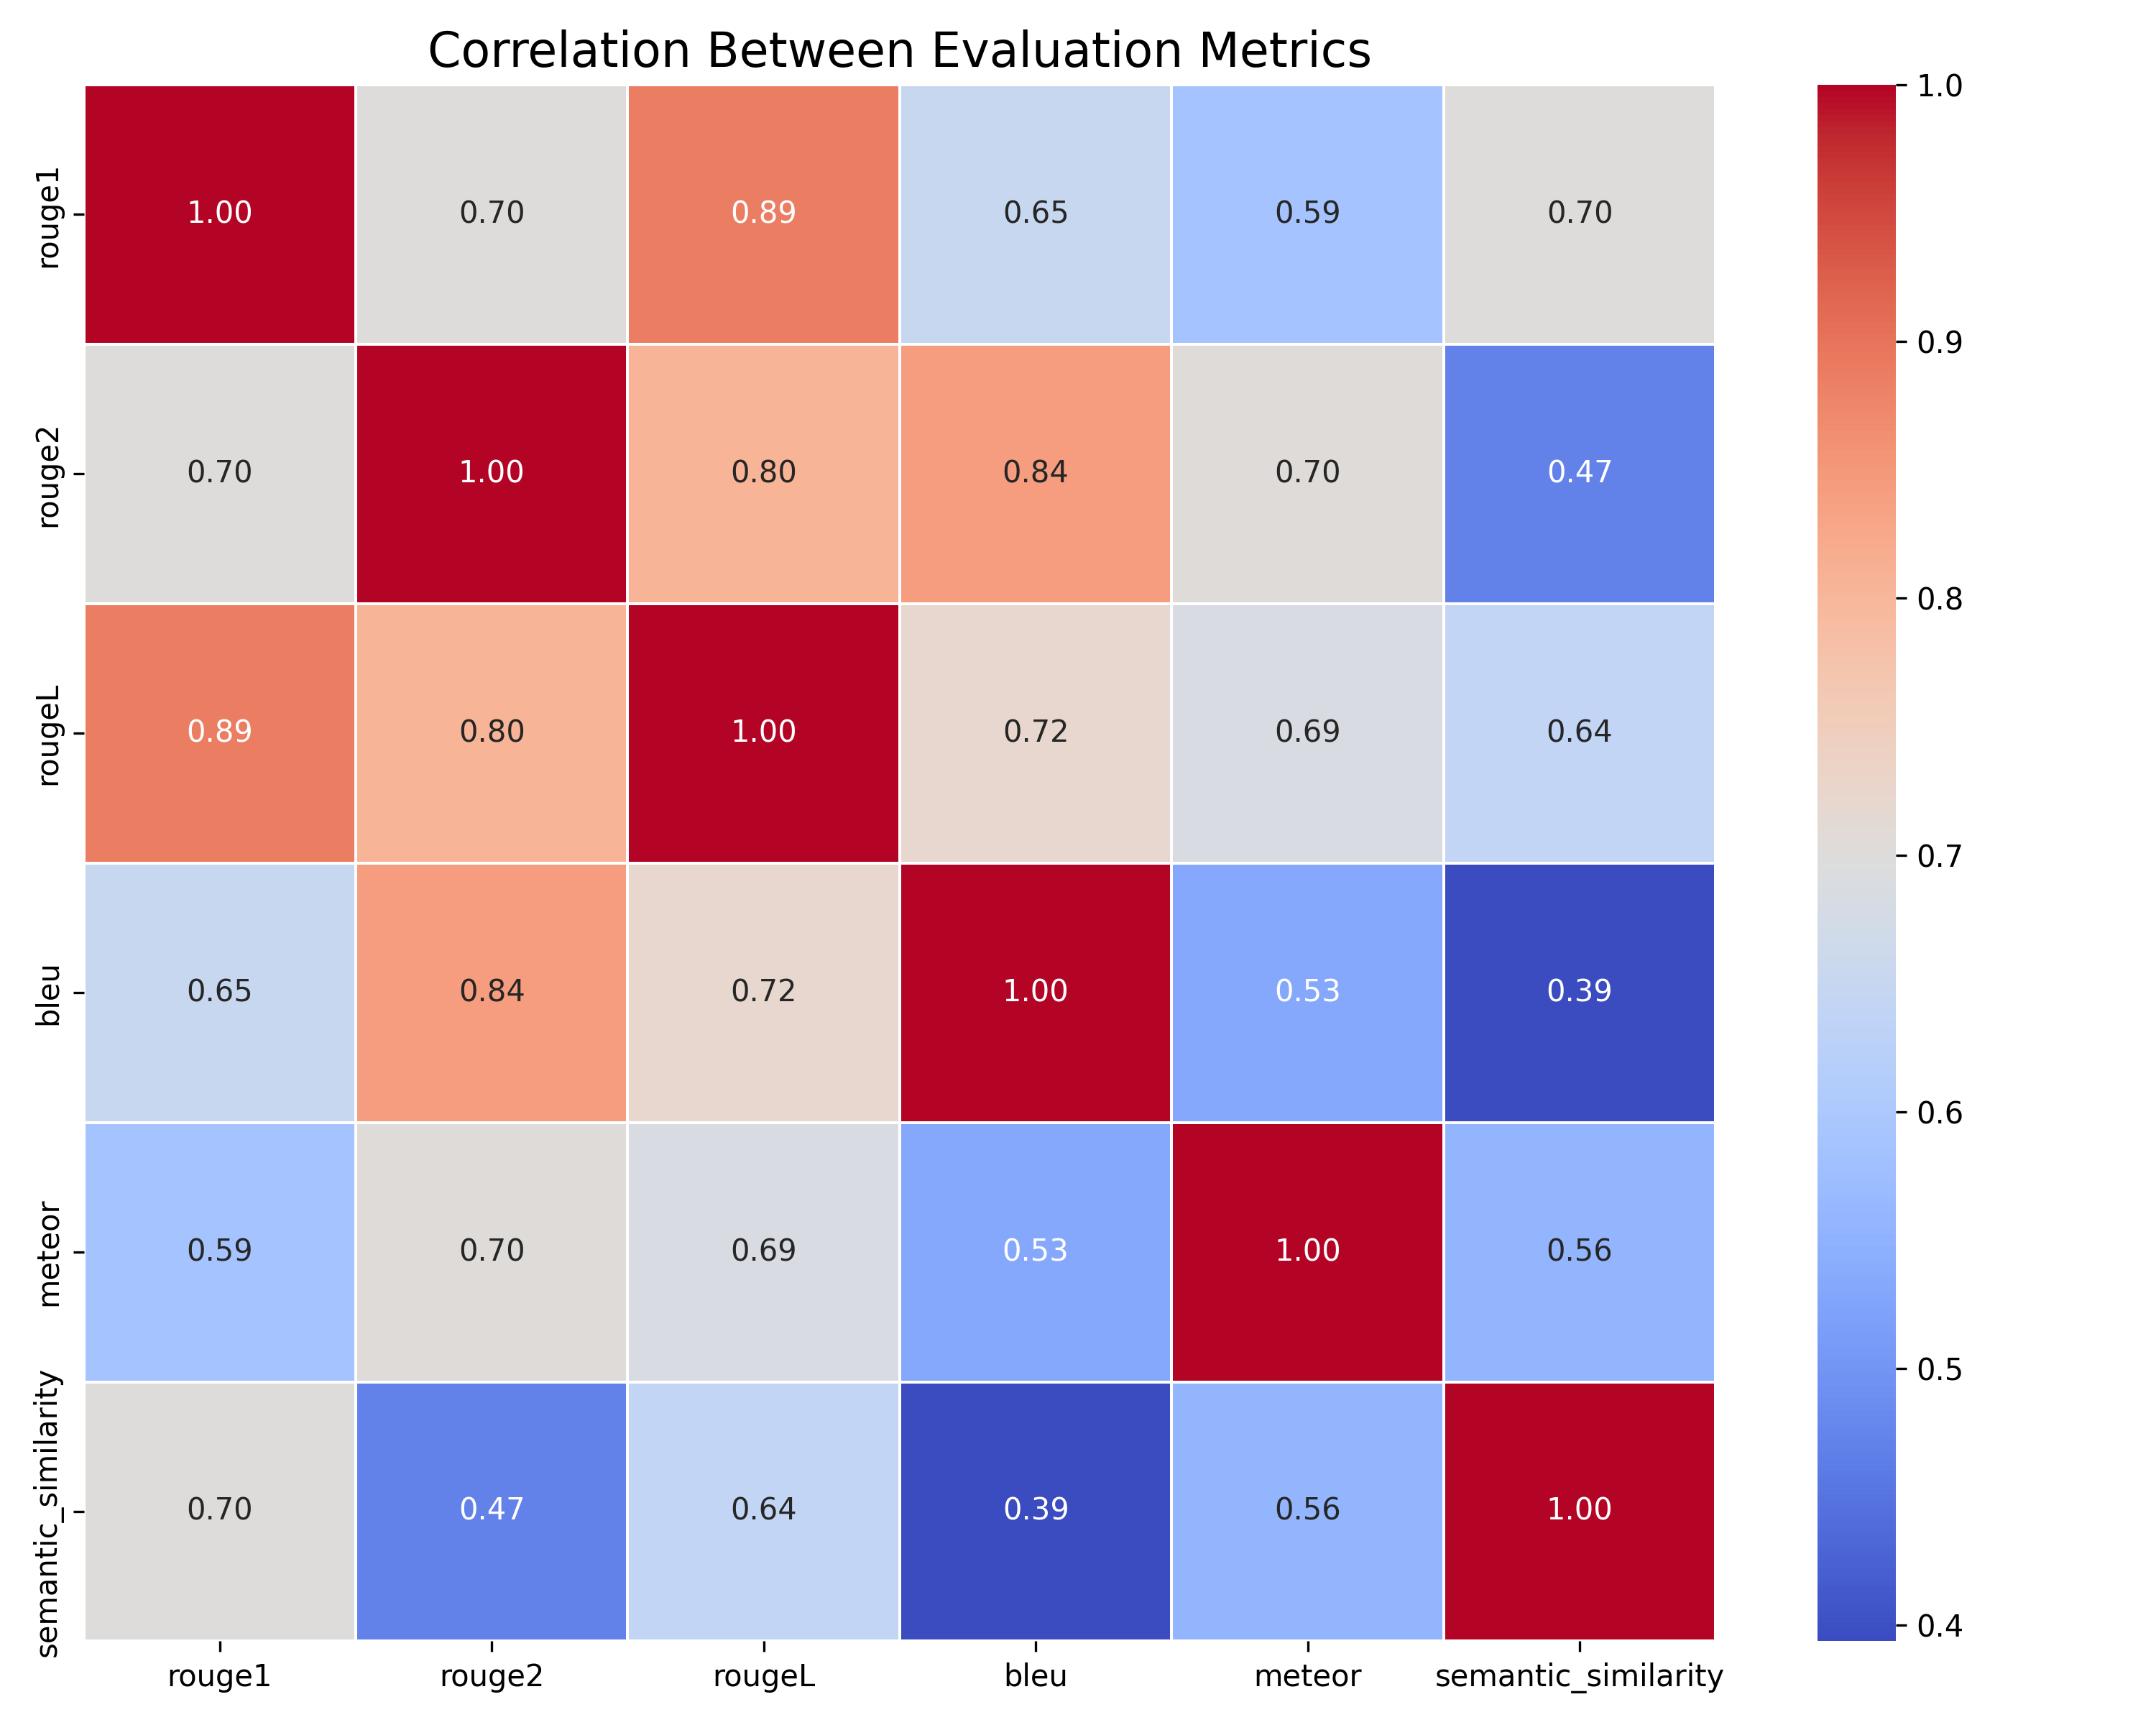 Correlation Between Evaluation Metrics
rouge1 1.00 0.70 0.89 0.65 0.59 0.70
rouge2 0.70 1.00 0.80 0.84 0.70 0.47
rougeL 0.89 0.80 1.00 0.72 0.69 0.64
bleu 0.65 0.84 0.72 1.00 0.53 0.39
meteor 0.59 0.70 0.69 0.53 1.00 0.56
semantic_similarity 0.70 0.47 0.64 0.39 0.56 1.00
rouge1 rouge2 rougeL bleu meteor semantic_similarity
1.0
0.9
0.8
0.7
0.6
0.5
0.4